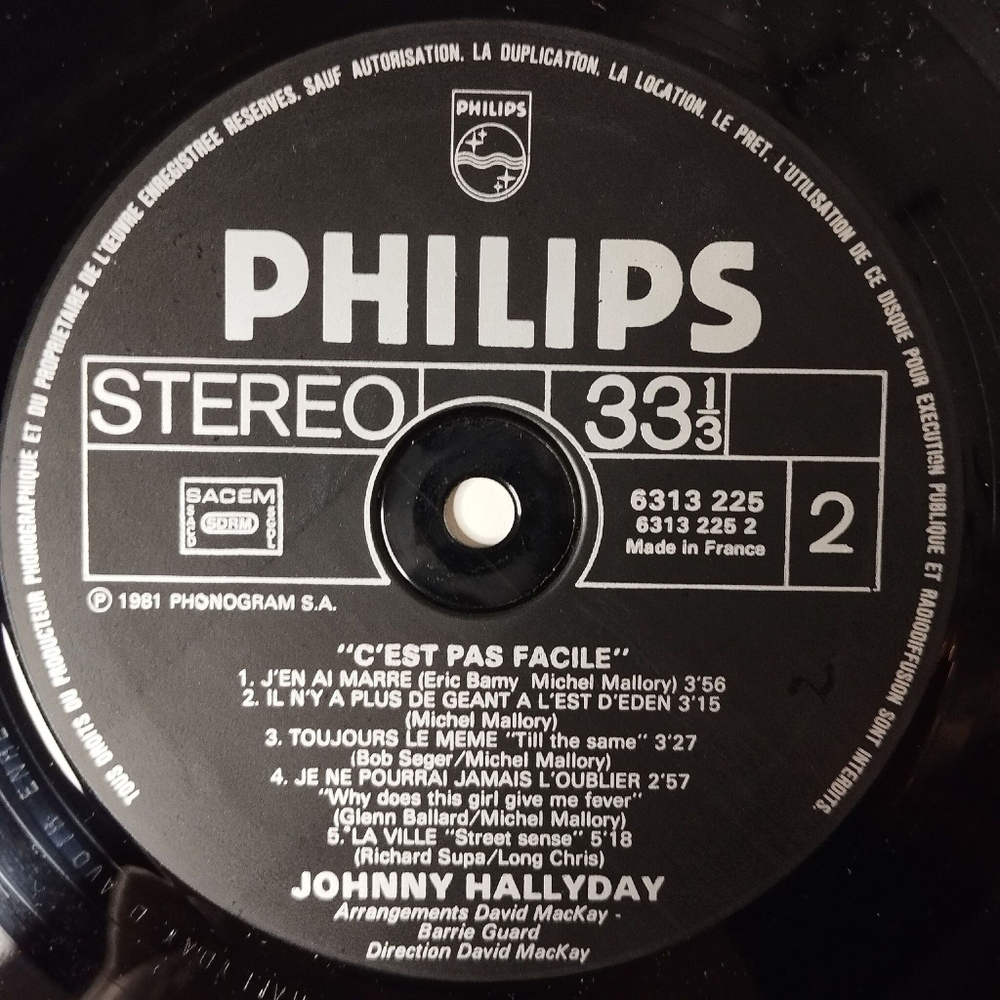 TOUS DROITS DU PRODUCTEUR PHONOGRAPHIQUE ET DU PROPRIETAIRE DE L'ŒUVRE ENREGISTREE RESERVES. SAUF AUTORISATION, LA DUPLICATION, LA LOCATION, LE PRET, L'UTILISATION DE CE DISQUE POUR EXECUTION PUBLIQUE ET RADIODIFFUSION SONT INTERDITS.
PHILIPS
PHILIPS
STEREO
33 1/3
SACEM
SACD
SDRM
SGDL
6313 225
6313 225 2
Made in France
2
℗ 1981 PHONOGRAM S.A.
"C'EST PAS FACILE"
1. J'EN AI MARRE (Eric Bamy Michel Mallory) 3'56
2. IL N'Y A PLUS DE GEANT A L'EST D'EDEN 3'15
(Michel Mallory)
3. TOUJOURS LE MEME "Till the same" 3'27
(Bob Seger/Michel Mallory)
4. JE NE POURRAI JAMAIS L'OUBLIER 2'57
"Why does this girl give me fever"
(Glenn Ballard/Michel Mallory)
5. LA VILLE "Street sense" 5'18
(Richard Supa/Long Chris)
JOHNNY HALLYDAY
Arrangements David MacKay -
Barrie Guard
Direction David MacKay